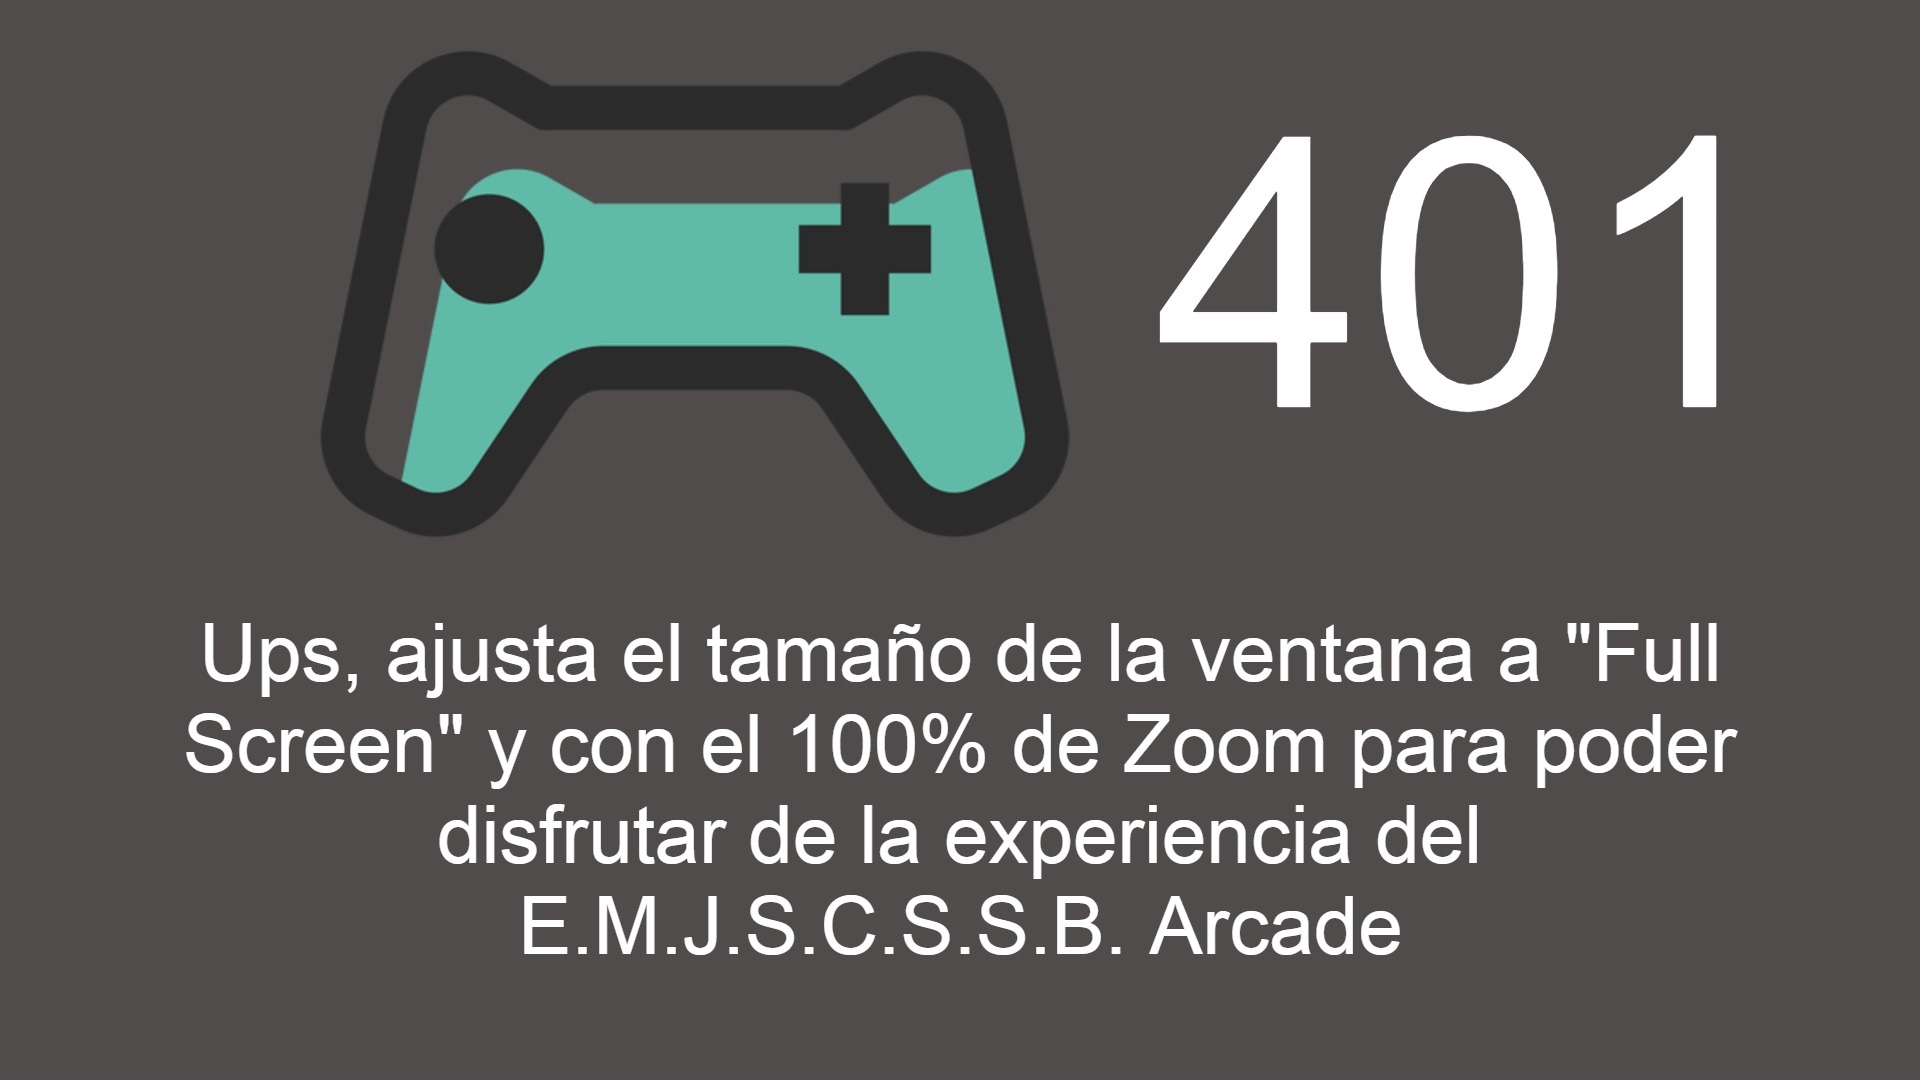 401
Ups, ajusta el tamaño de la ventana a "Full
Screen" y con el 100% de Zoom para poder
disfrutar de la experiencia del
E.M.J.S.C.S.S.B. Arcade